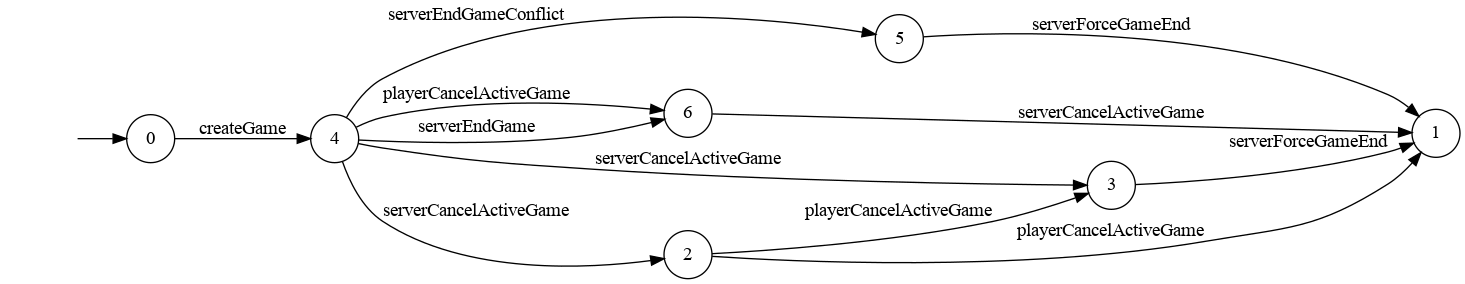 serverEndGameConflict
5
serverForceGameEnd
playerCancelActiveGame
6
serverCancelActiveGame
serverEndGame
0
createGame
4
1
serverCancelActiveGame
3
serverForceGameEnd
serverCancelActiveGame
playerCancelActiveGame
2
playerCancelActiveGame